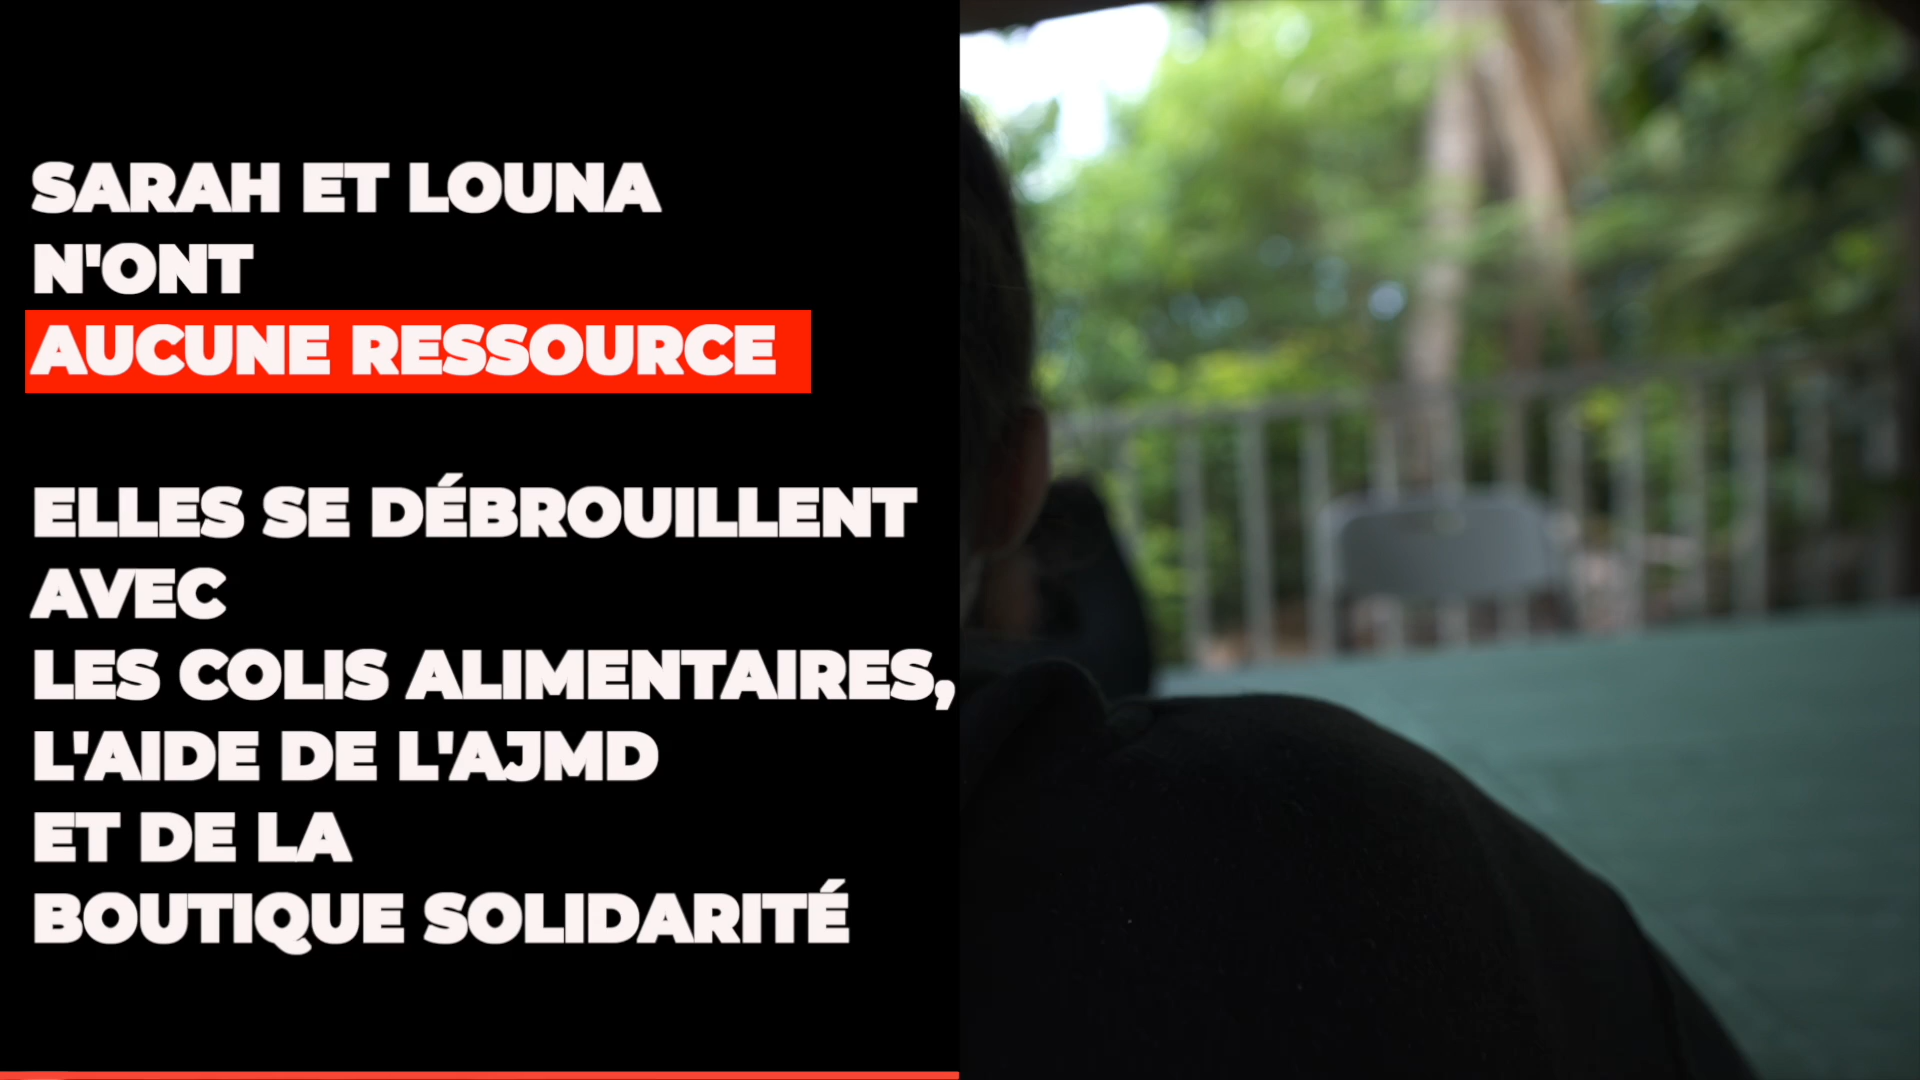 SARAH ET LOUNA
N'ONT
AUCUNE RESSOURCE
ELLES SE DÉBROUILLENT
AVEC
LES COLIS ALIMENTAIRES,
L'AIDE DE L'AJMD
ET DE LA
BOUTIQUE SOLIDARITÉ